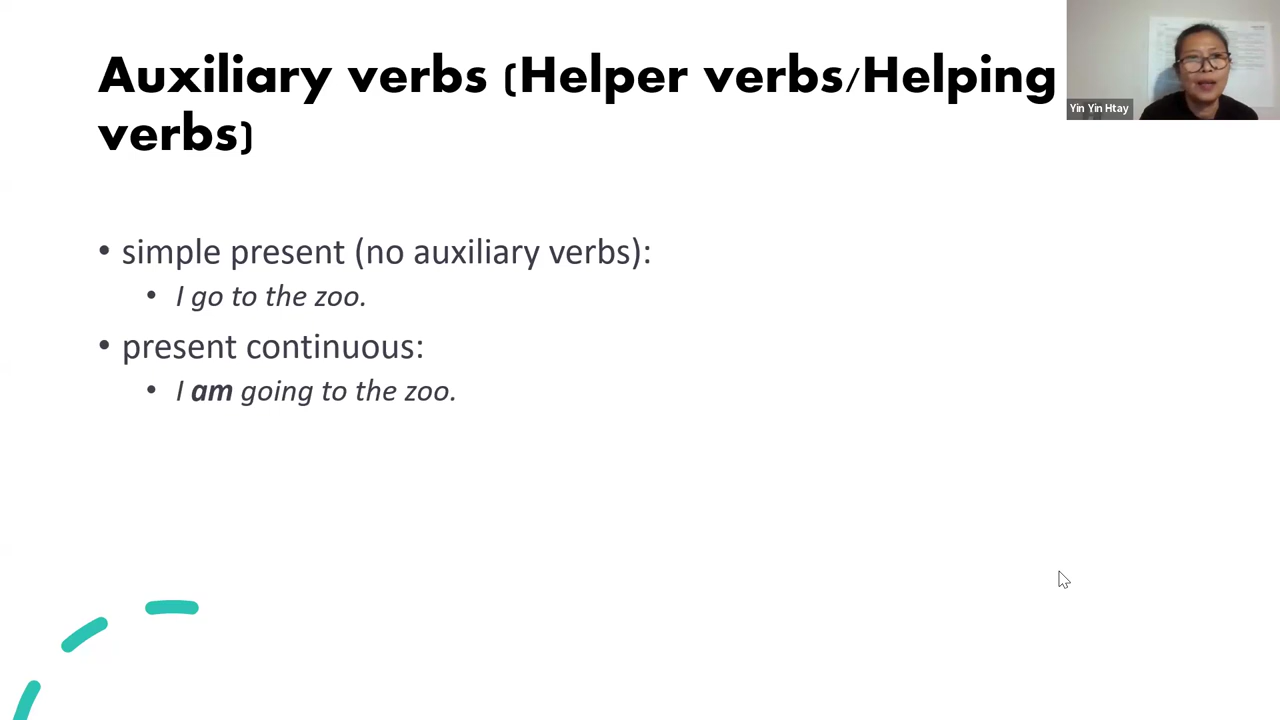 Auxiliary verbs (Helper verbs/Helping
verbs)
Yin Yin Htay
• simple present (no auxiliary verbs):
• I go to the zoo.
• present continuous:
• I am going to the zoo.